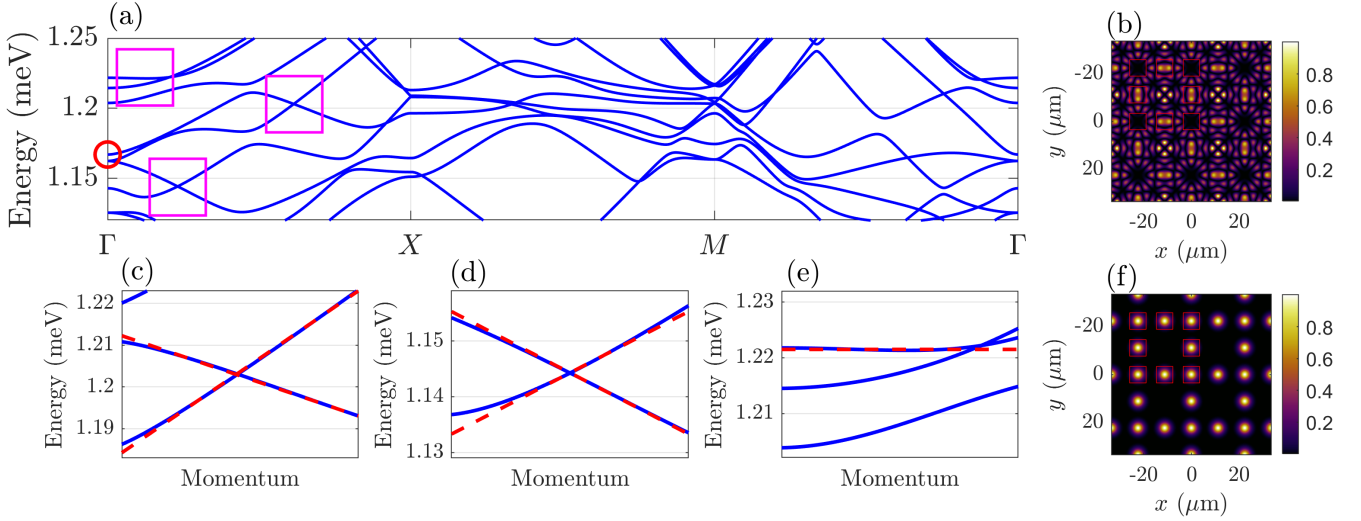 (a)
Energy (meV)
1.25
1.2
1.15
Γ
X
M
Γ
(b)
y (μm)
-20
0
20
-20
0
20
x (μm)
0.8
0.6
0.4
0.2
(c)
Energy (meV)
1.22
1.21
1.2
1.19
Momentum
(d)
Energy (meV)
1.15
1.14
1.13
Momentum
(e)
Energy (meV)
1.23
1.22
1.21
Momentum
(f)
y (μm)
-20
0
20
-20
0
20
x (μm)
0.8
0.6
0.4
0.2